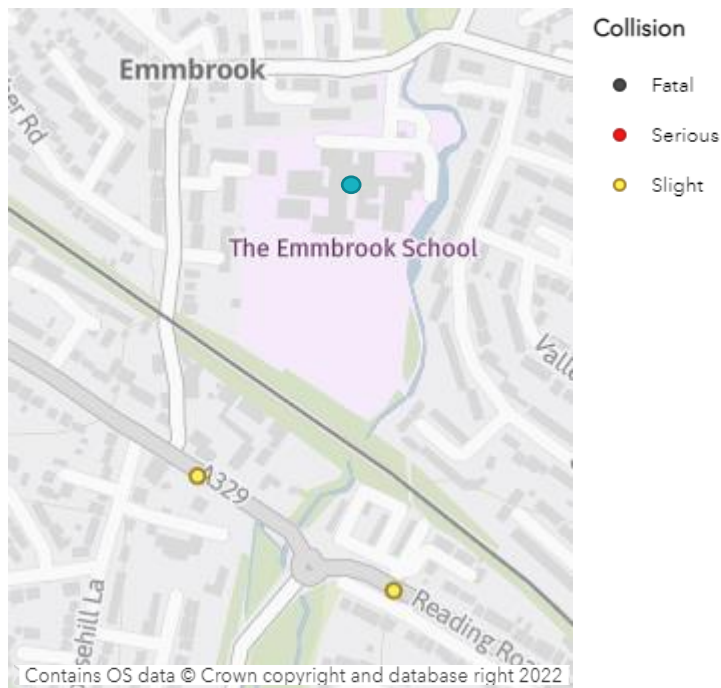 Collision
Fatal
Serious
Slight
Emmbrook
Rd
The Emmbrook School
A329
Reading
Contains OS data © Crown copyright and database right 2022